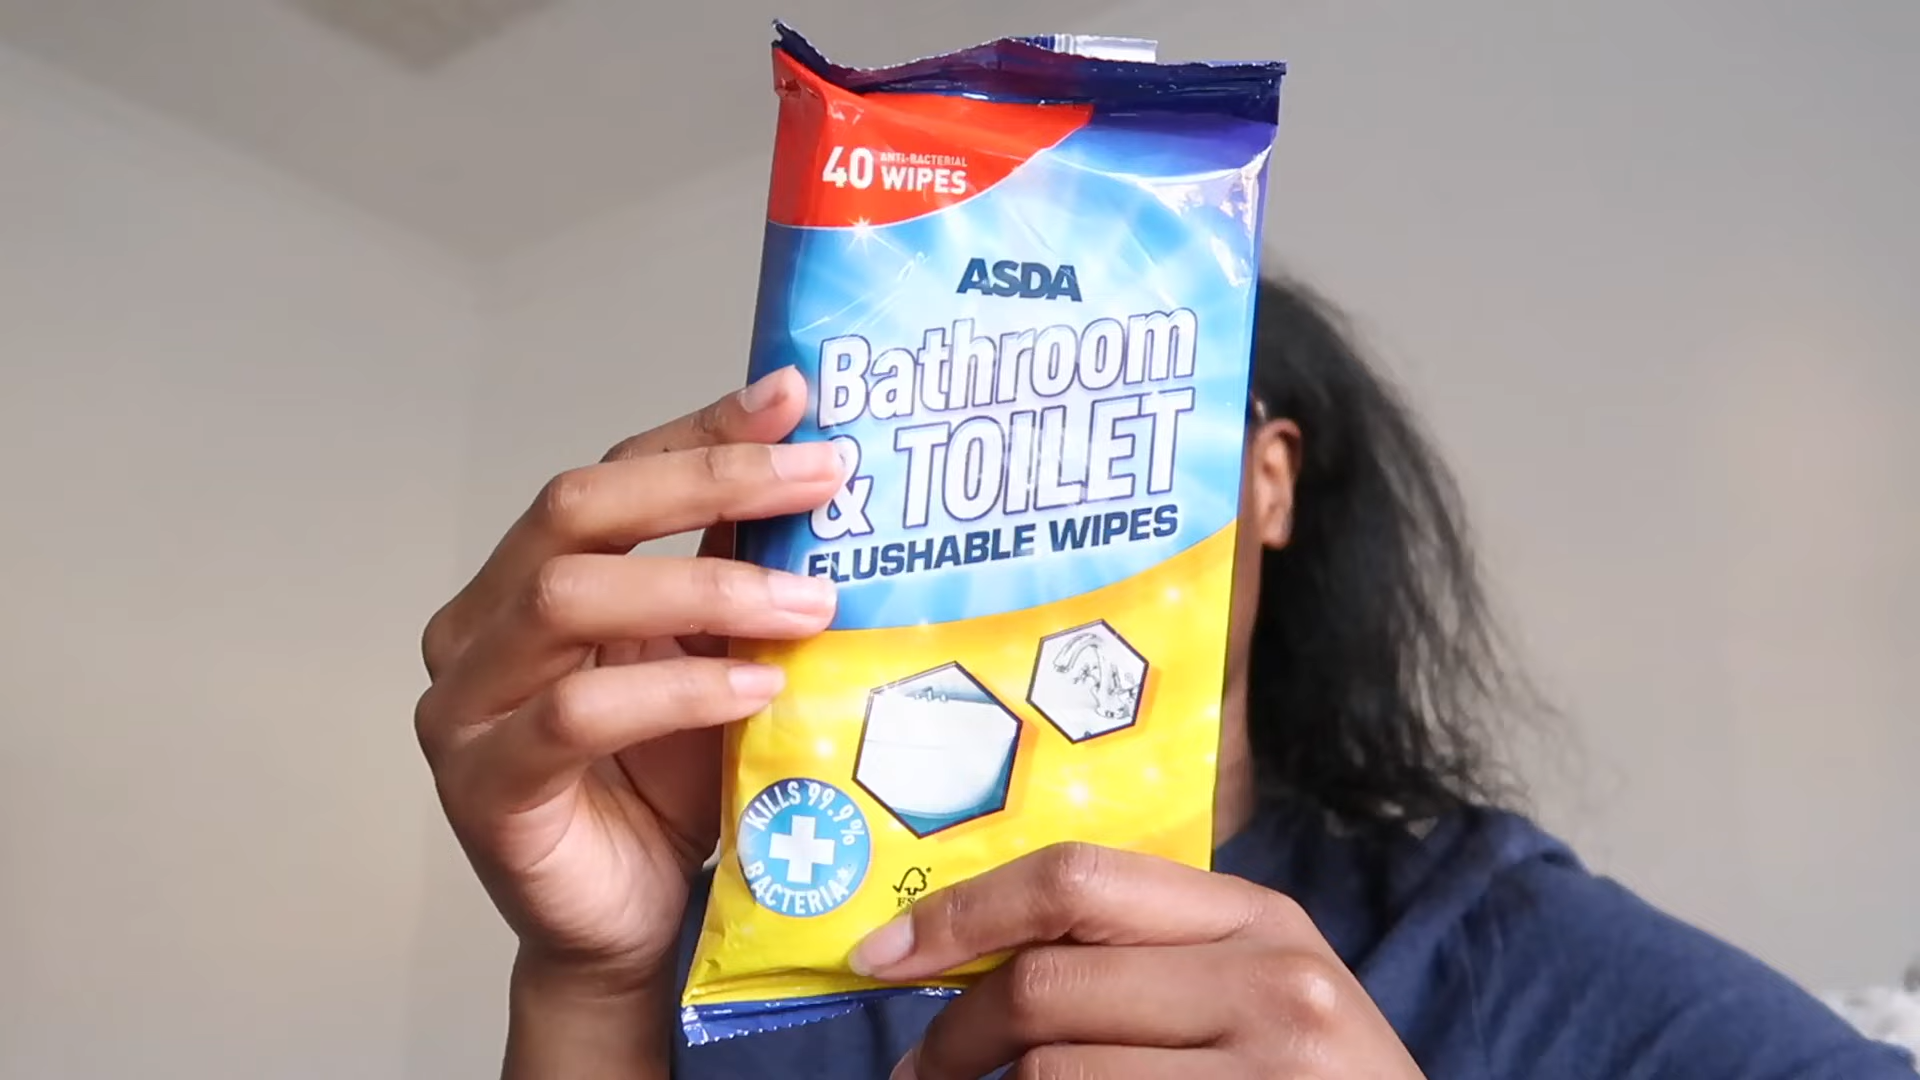 40 ANTI-BACTERIAL
WIPES
ASDA
Bathroom
& TOILET
FLUSHABLE WIPES
KILLS 99.9%
BACTERIA*